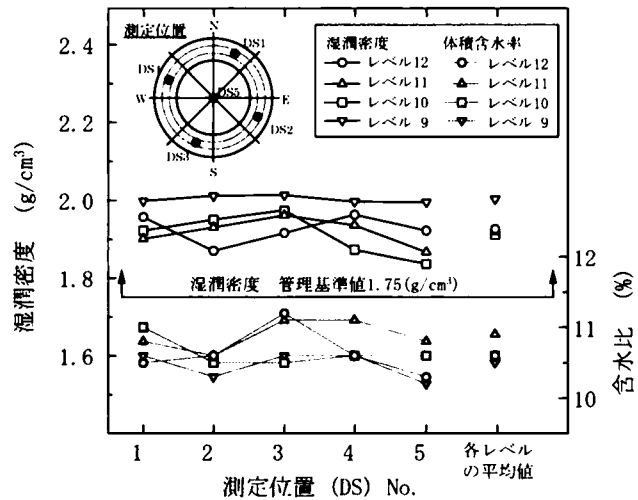 2.4
2.2
2.0
1.8
1.6
湿潤密度 (g/cm³)
測定位置
N
DS1
DS1
W
DS5
E
DS2
DS3
S
湿潤密度 体積含水率
レベル12 レベル12
レベル11 レベル11
レベル10 レベル10
レベル 9 レベル 9
湿潤密度 管理基準値1.75(g/cm³)
12
11
10
含水比 (%)
1 2 3 4 5 各レベルの平均値
測定位置 (DS) No.